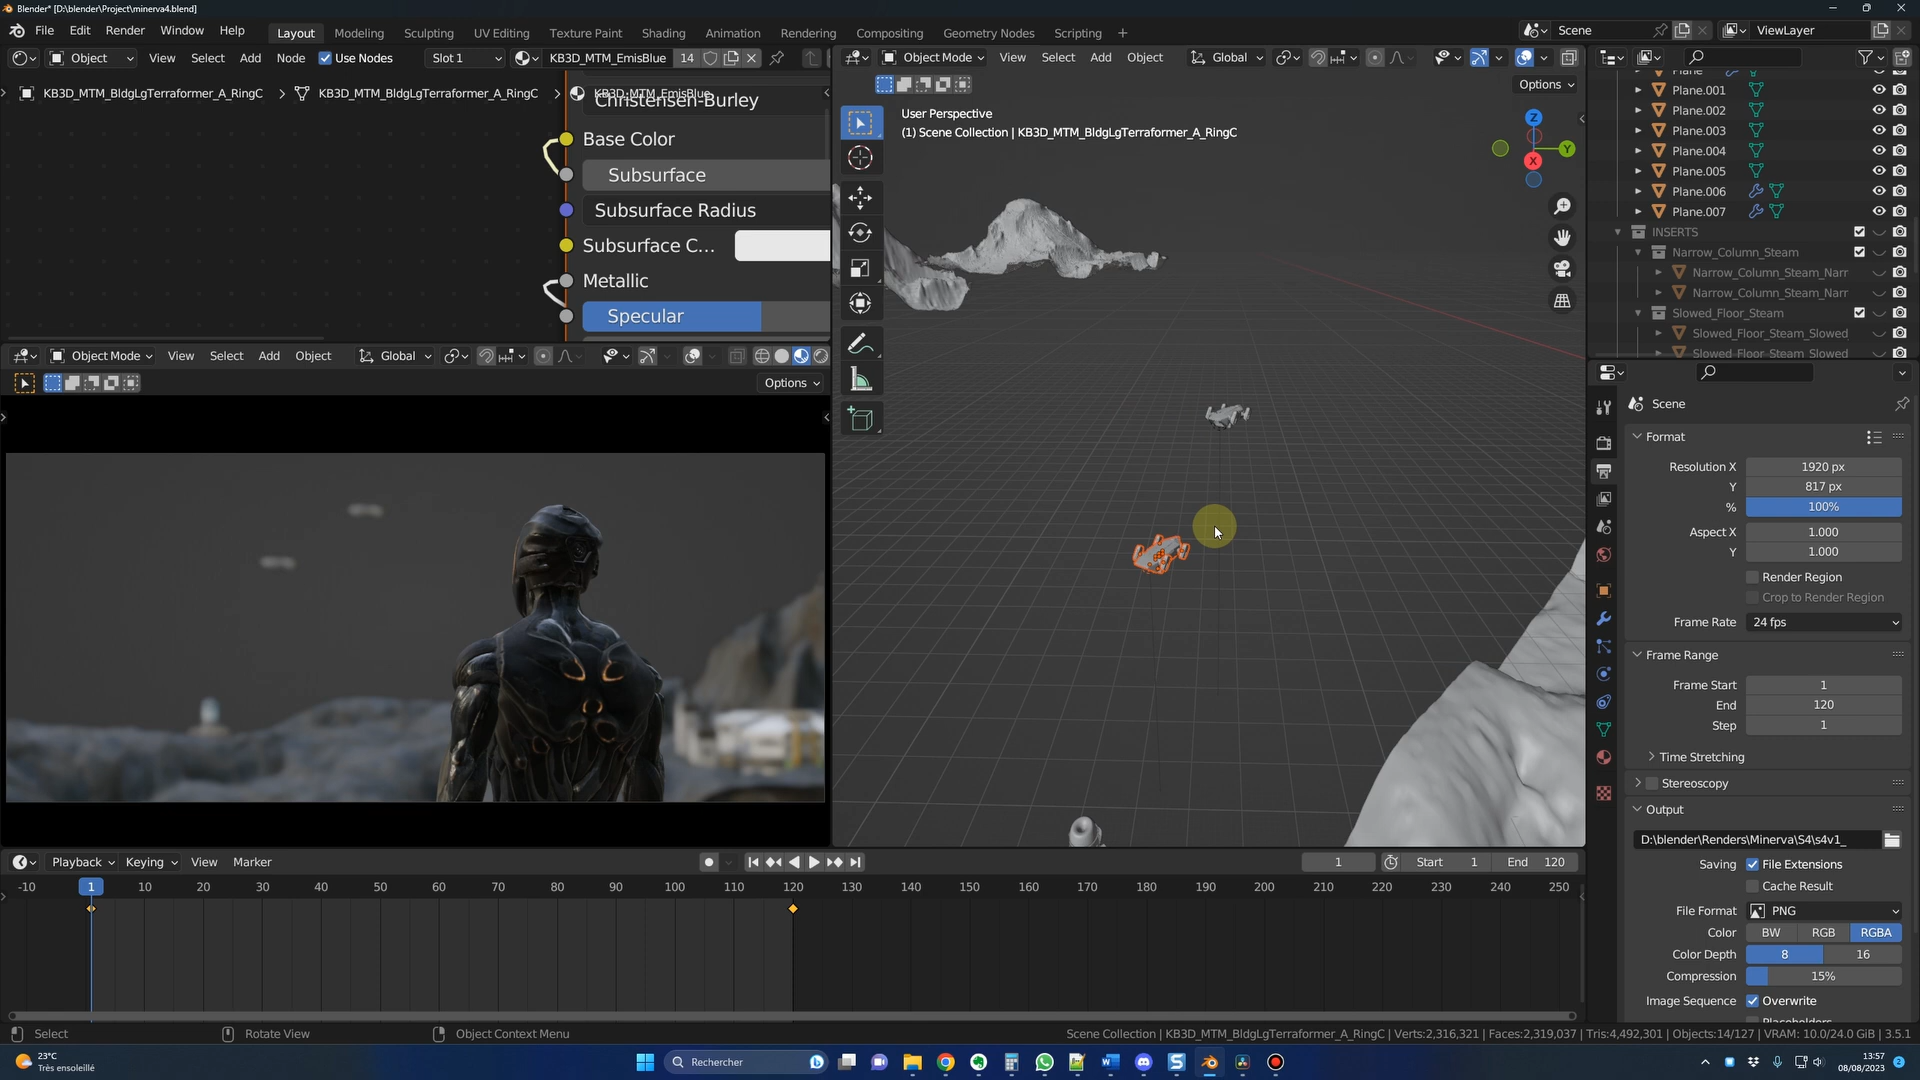 Blender* [D:\blender\Project\minerva4.blend]
File Edit Render Window Help
Layout Modeling Sculpting UV Editing Texture Paint Shading Animation Rendering Compositing Geometry Nodes Scripting +
Scene
ViewLayer
Object View Select Add Node Use Nodes Slot 1 KB3D_MTM_EmisBlue 14
KB3D_MTM_BldgLgTerraformer_A_RingC > KB3D_MTM_BldgLgTerraformer_A_RingC > KB3D_MTM_EmisBlue
Christensen-Burley
Base Color
Subsurface
Subsurface Radius
Subsurface C...
Metallic
Specular
Object Mode View Select Add Object Global
Options
User Perspective
(1) Scene Collection | KB3D_MTM_BldgLgTerraformer_A_RingC
Z
Y
X
Object Mode View Select Add Object Global
Options
Plane
Plane.001
Plane.002
Plane.003
Plane.004
Plane.005
Plane.006
Plane.007
INSERTS
Narrow_Column_Steam
Narrow_Column_Steam_Narr
Narrow_Column_Steam_Narr
Slowed_Floor_Steam
Slowed_Floor_Steam_Slowed
Slowed_Floor_Steam_Slowed
Scene
Format
Resolution X 1920 px
Y 817 px
% 100%
Aspect X 1.000
Y 1.000
Render Region
Crop to Render Region
Frame Rate 24 fps
Frame Range
Frame Start 1
End 120
Step 1
Time Stretching
Stereoscopy
Output
D:\blender\Renders\Minerva\S4\s4v1_
Saving File Extensions
Cache Result
File Format PNG
Color BW RGB RGBA
Color Depth 8 16
Compression 15%
Image Sequence Overwrite
Placeholders
Playback Keying View Marker
1 Start 1 End 120
-10 1 10 20 30 40 50 60 70 80 90 100 110 120 130 140 150 160 170 180 190 200 210 220 230 240 250
Select Rotate View Object Context Menu
Scene Collection | KB3D_MTM_BldgLgTerraformer_A_RingC | Verts:2,316,321 | Faces:2,319,037 | Tris:4,492,301 | Objects:14/127 | VRAM: 10.0/24.0 GiB | 3.5.1
23°C
Très ensoleillé
Rechercher
13:57
08/08/2023
2